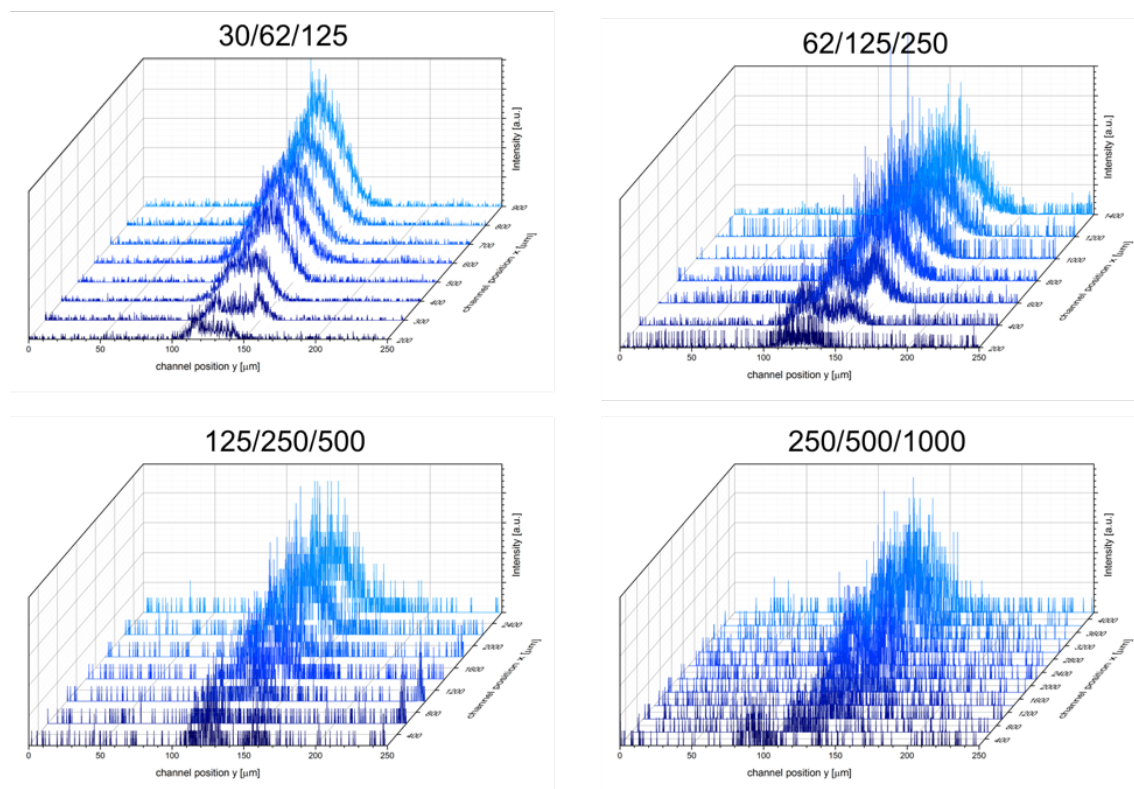 30/62/125
Intensity [a.u.]
900
800
700
600
500
400
300
200
channel position x [μm]
0 50 100 150 200 250
channel position y [μm]
62/125/250
Intensity [a.u.]
1400
1200
1000
800
600
400
200
channel position x [μm]
0 50 100 150 200 250
channel position y [μm]
125/250/500
Intensity [a.u.]
2400
2000
1600
1200
800
400
channel position x [μm]
0 50 100 150 200 250
channel position y [μm]
250/500/1000
Intensity [a.u.]
4000
3600
3200
2800
2400
2000
1600
1200
800
400
channel position x [μm]
0 50 100 150 200 250
channel position y [μm]